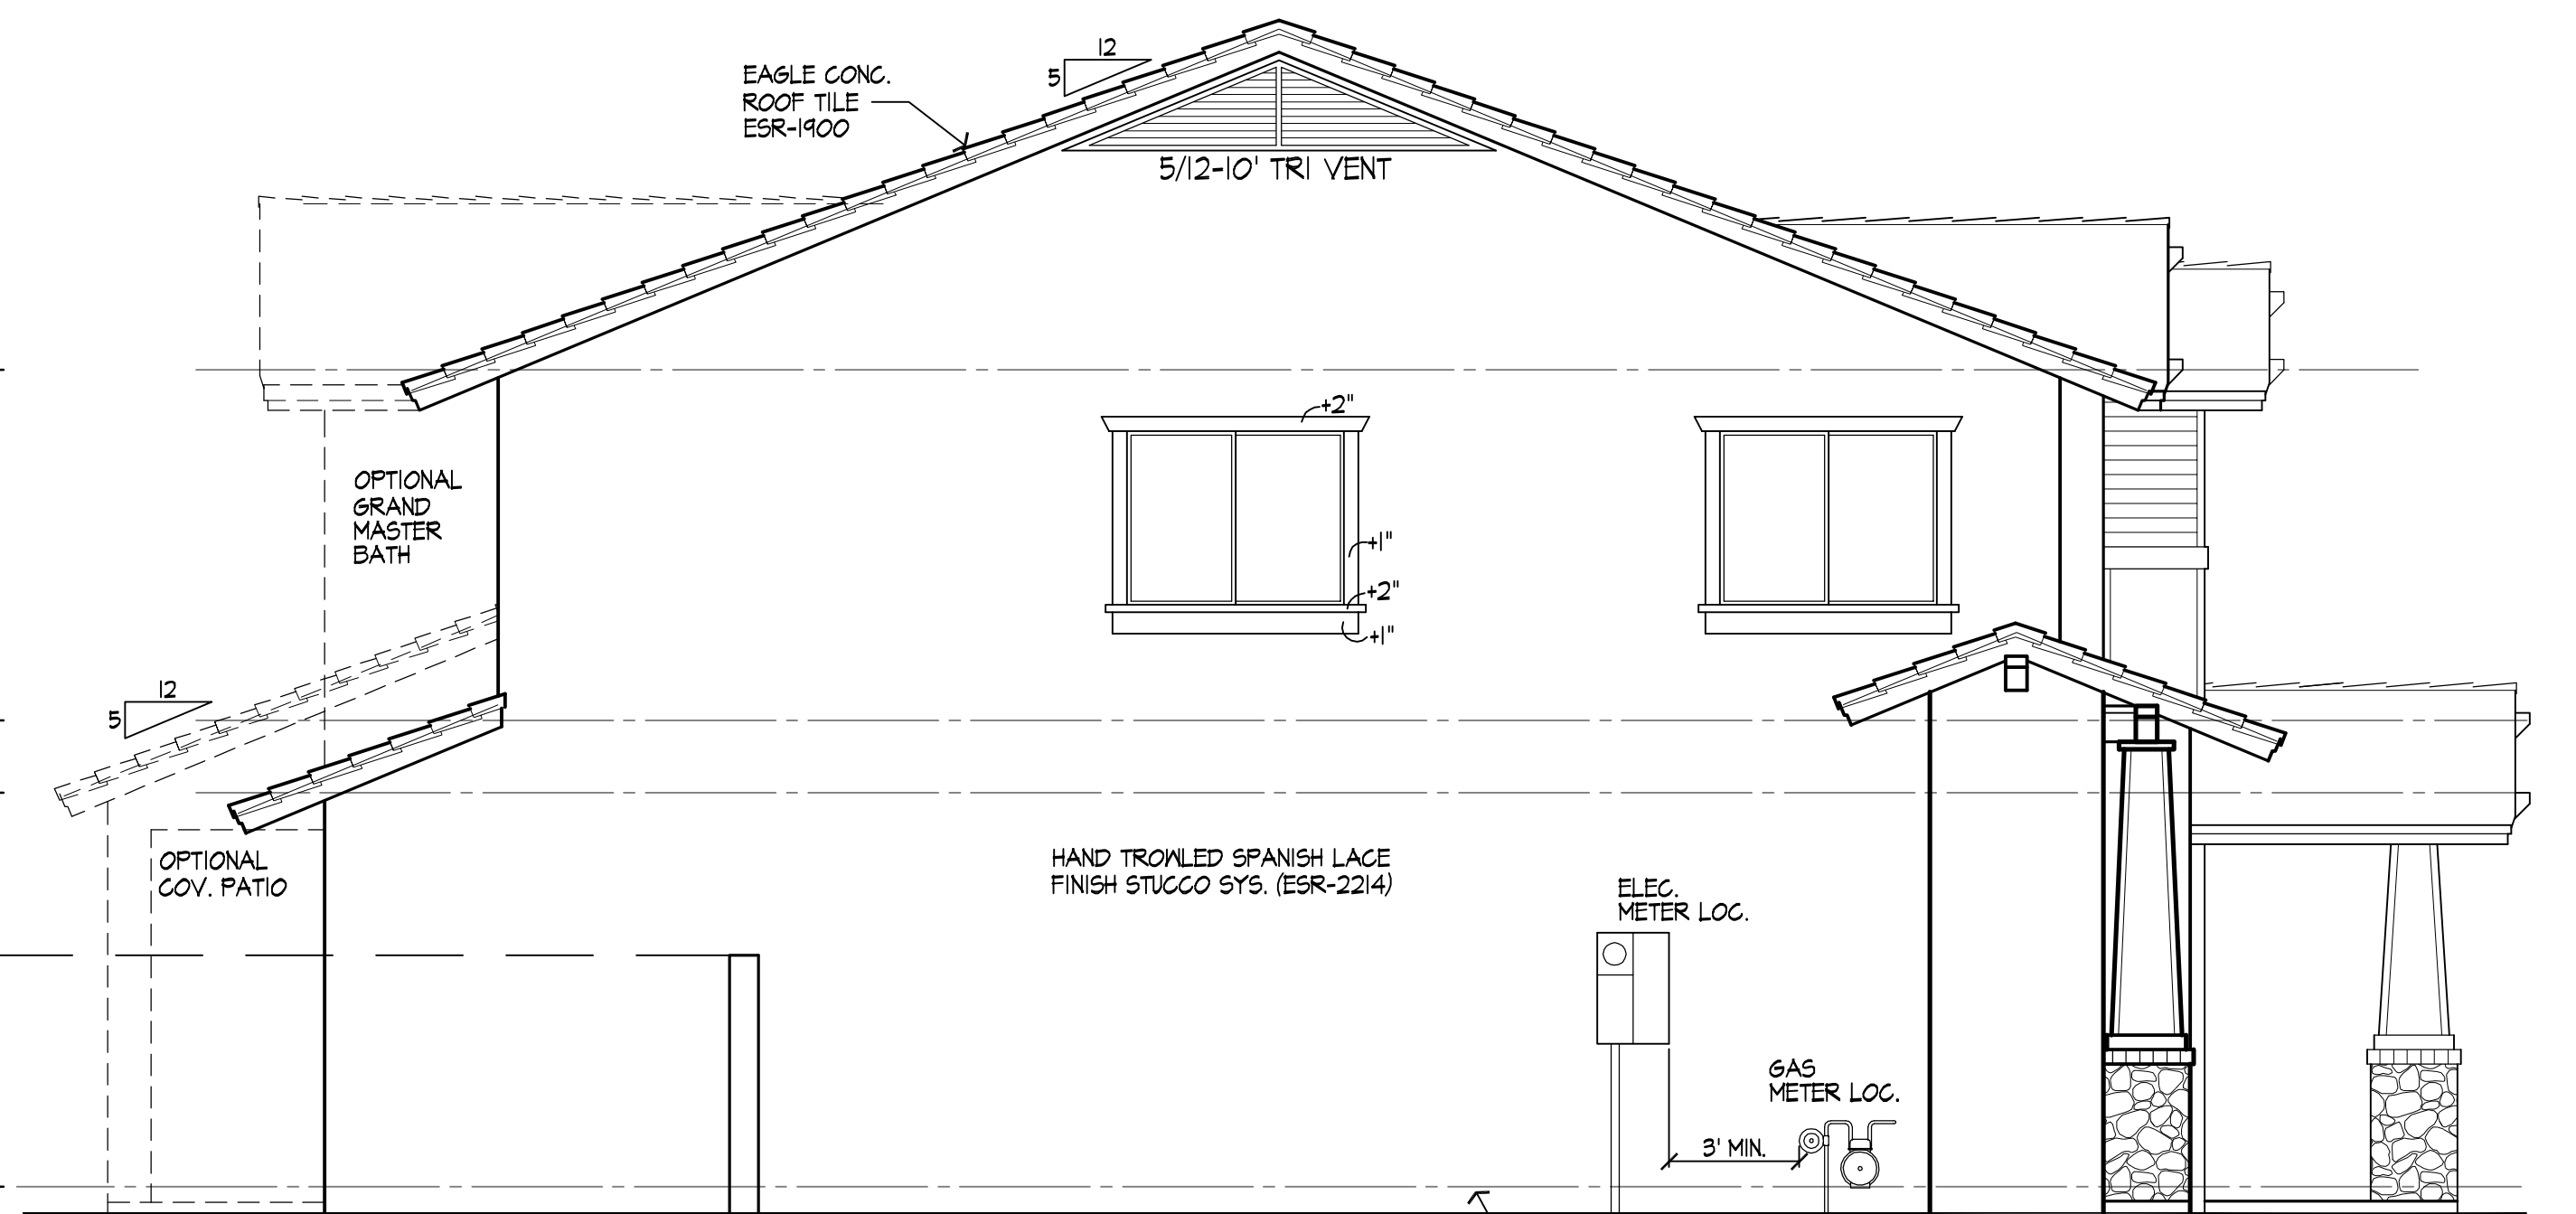 12
5
EAGLE CONC.
ROOF TILE
ESR-1900
5/12-10' TRI VENT
+2"
OPTIONAL
GRAND
MASTER
BATH
+1"
+2"
+1"
12
5
OPTIONAL
COV. PATIO
HAND TROWLED SPANISH LACE
FINISH STUCCO SYS. (ESR-2214)
ELEC.
METER LOC.
GAS
METER LOC.
3' MIN.